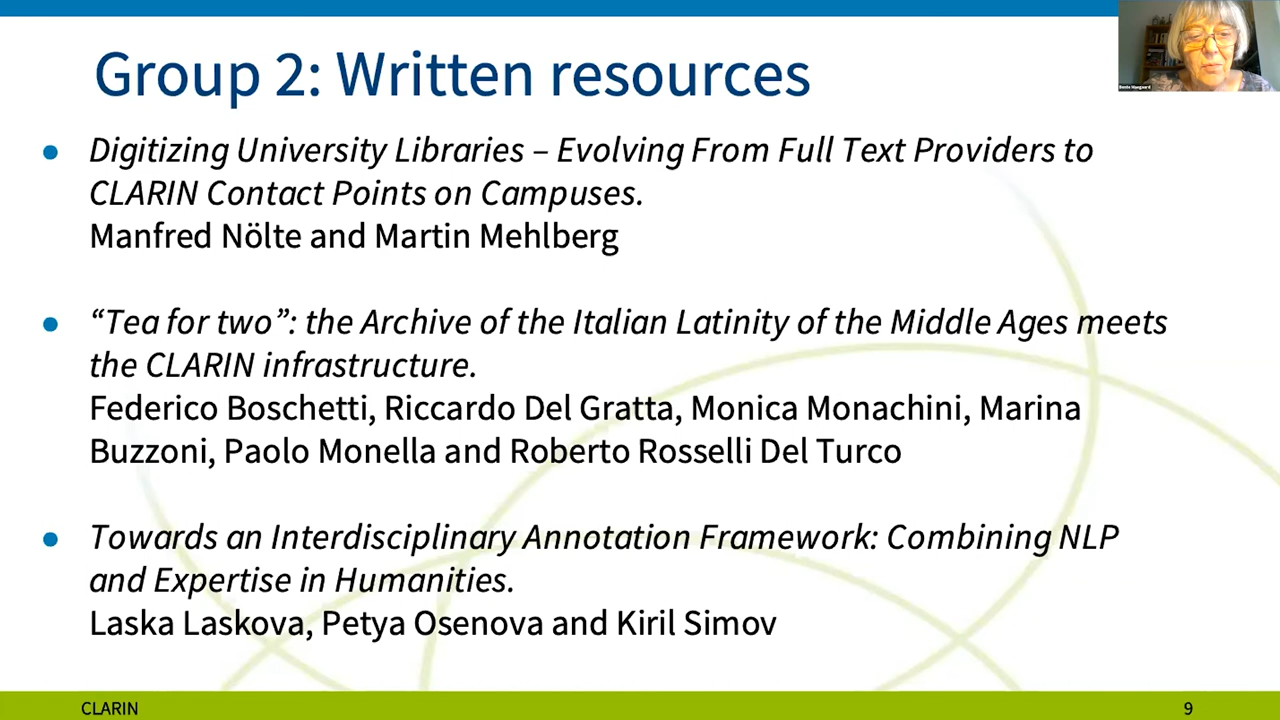 Group 2: Written resources
Bente Maegaard
• Digitizing University Libraries – Evolving From Full Text Providers to
CLARIN Contact Points on Campuses.
Manfred Nölte and Martin Mehlberg
• “Tea for two”: the Archive of the Italian Latinity of the Middle Ages meets
the CLARIN infrastructure.
Federico Boschetti, Riccardo Del Gratta, Monica Monachini, Marina
Buzzoni, Paolo Monella and Roberto Rosselli Del Turco
• Towards an Interdisciplinary Annotation Framework: Combining NLP
and Expertise in Humanities.
Laska Laskova, Petya Osenova and Kiril Simov
CLARIN
9